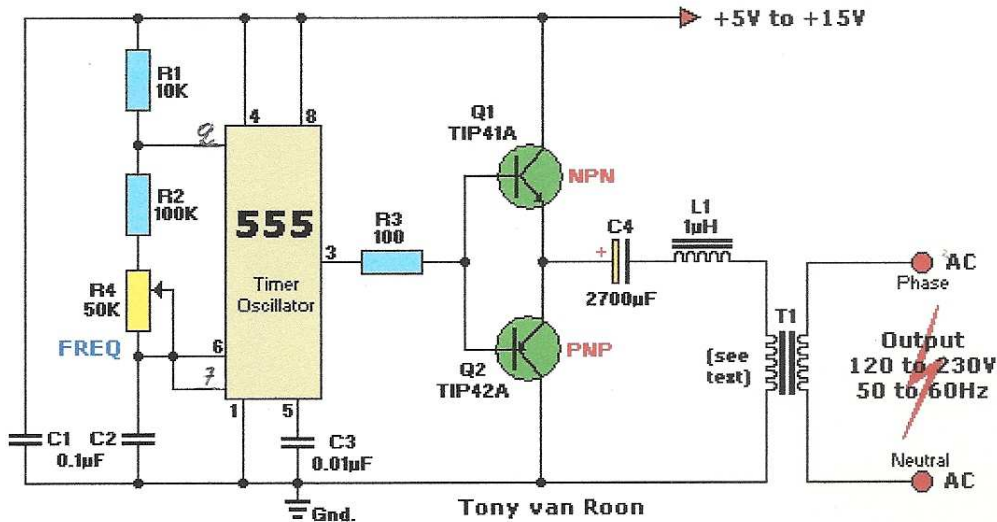 +5V to +15V
R1
10K
4
8
Q1
TIP41A
2
NPN
R2
100K
555
Timer
Oscillator
3
R3
100
L1
1µH
C4
+
2700µF
AC
Phase
R4
50K
FREQ
6
7
Q2
TIP42A
PNP
T1
(see
text)
Output
120 to 230V
50 to 60Hz
1
5
C1
0.1µF
C2
C3
0.01µF
Neutral
AC
Gnd.
Tony van Roon